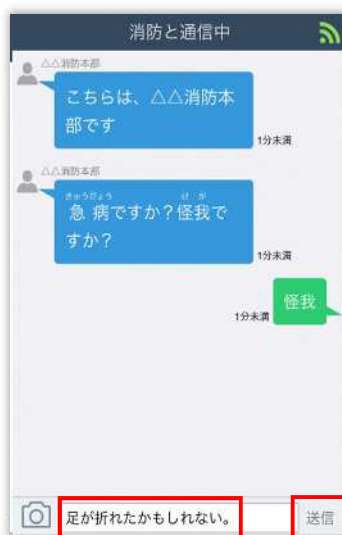 消防と通信中
△△消防本部
こちらは、△△消防本
部です
1分未満
△△消防本部
きゅうびょう けが
急病ですか？怪我で
すか？
1分未満
怪我
1分未満
足が折れたかもしれない。
送信